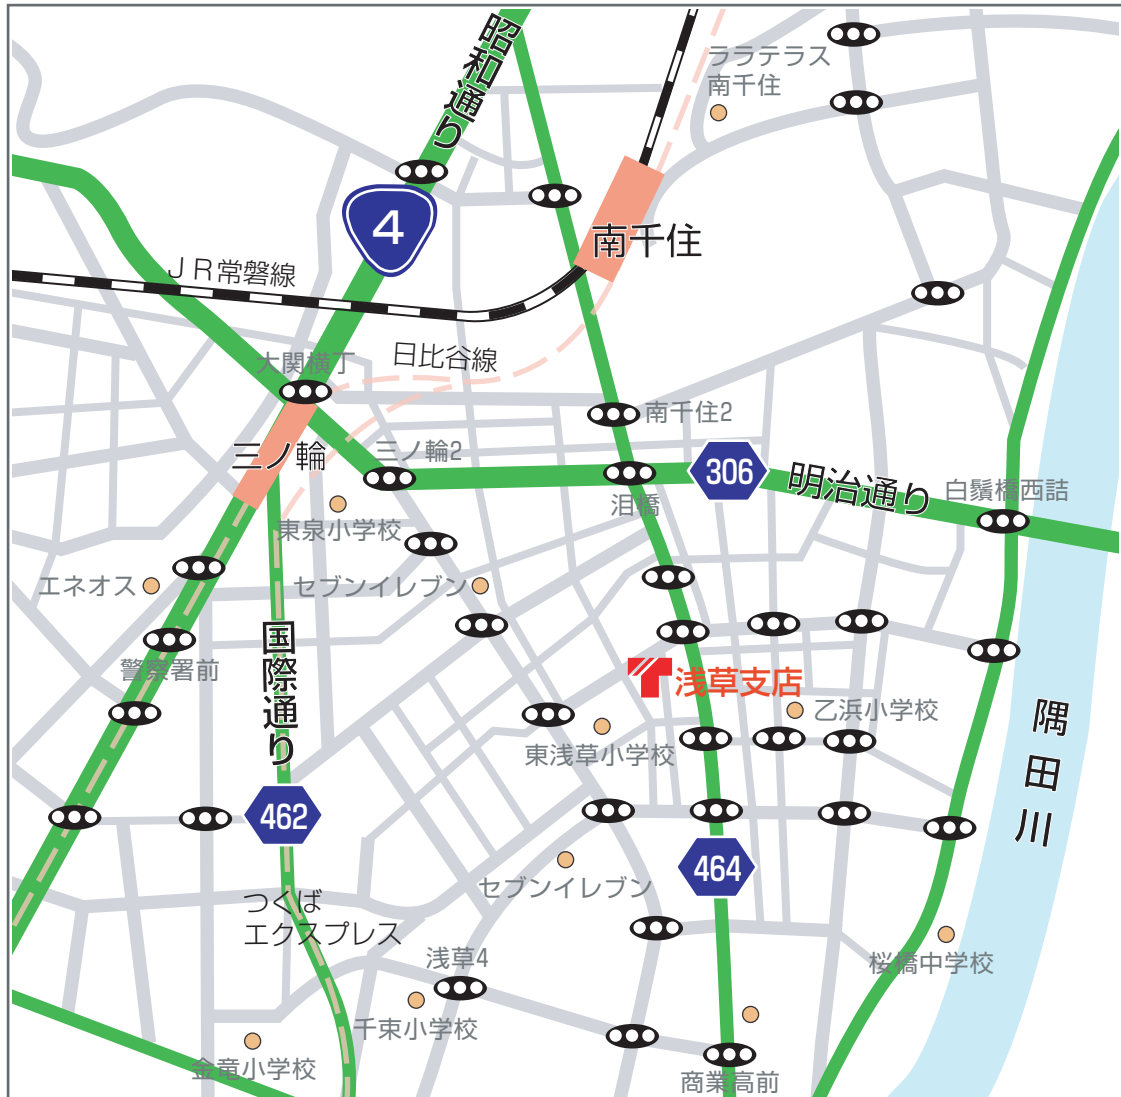 昭和通り
ララテラス
南千住
4
南千住
ＪＲ常磐線
日比谷線
大関横丁
南千住2
三ノ輪
三ノ輪2
306
明治通り
白鬚橋西詰
泪橋
東泉小学校
エネオス
セブンイレブン
国際通り
警察署前
浅草支店
乙浜小学校
隅田川
東浅草小学校
462
464
セブンイレブン
つくば
エクスプレス
浅草4
桜橋中学校
千束小学校
金竜小学校
商業高前